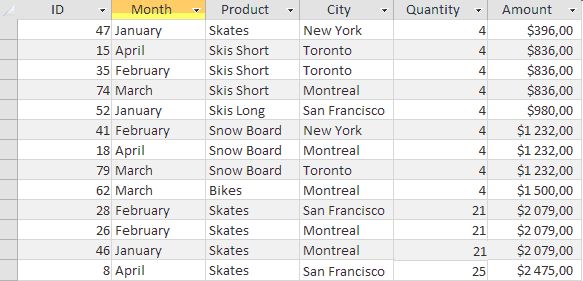 ID Month Product City Quantity Amount
47 January Skates New York 4 $396,00
15 April Skis Short Toronto 4 $836,00
35 February Skis Short Toronto 4 $836,00
74 March Skis Short Montreal 4 $836,00
52 January Skis Long San Francisco 4 $980,00
41 February Snow Board New York 4 $1 232,00
18 April Snow Board Montreal 4 $1 232,00
79 March Snow Board Toronto 4 $1 232,00
62 March Bikes Montreal 4 $1 500,00
28 February Skates San Francisco 21 $2 079,00
26 February Skates Montreal 21 $2 079,00
46 January Skates Montreal 21 $2 079,00
8 April Skates San Francisco 25 $2 475,00